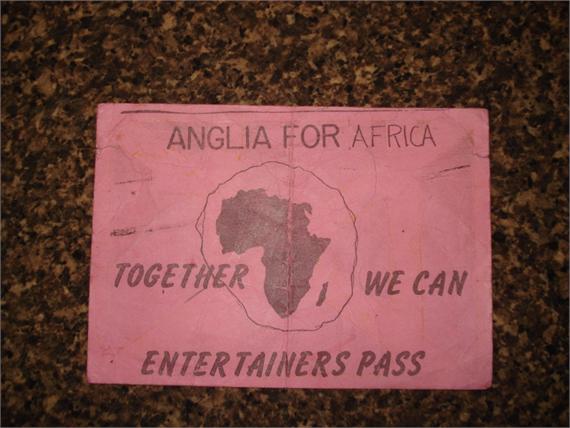 ANGLIA FOR AFRICA
TOGETHER WE CAN
ENTERTAINERS PASS